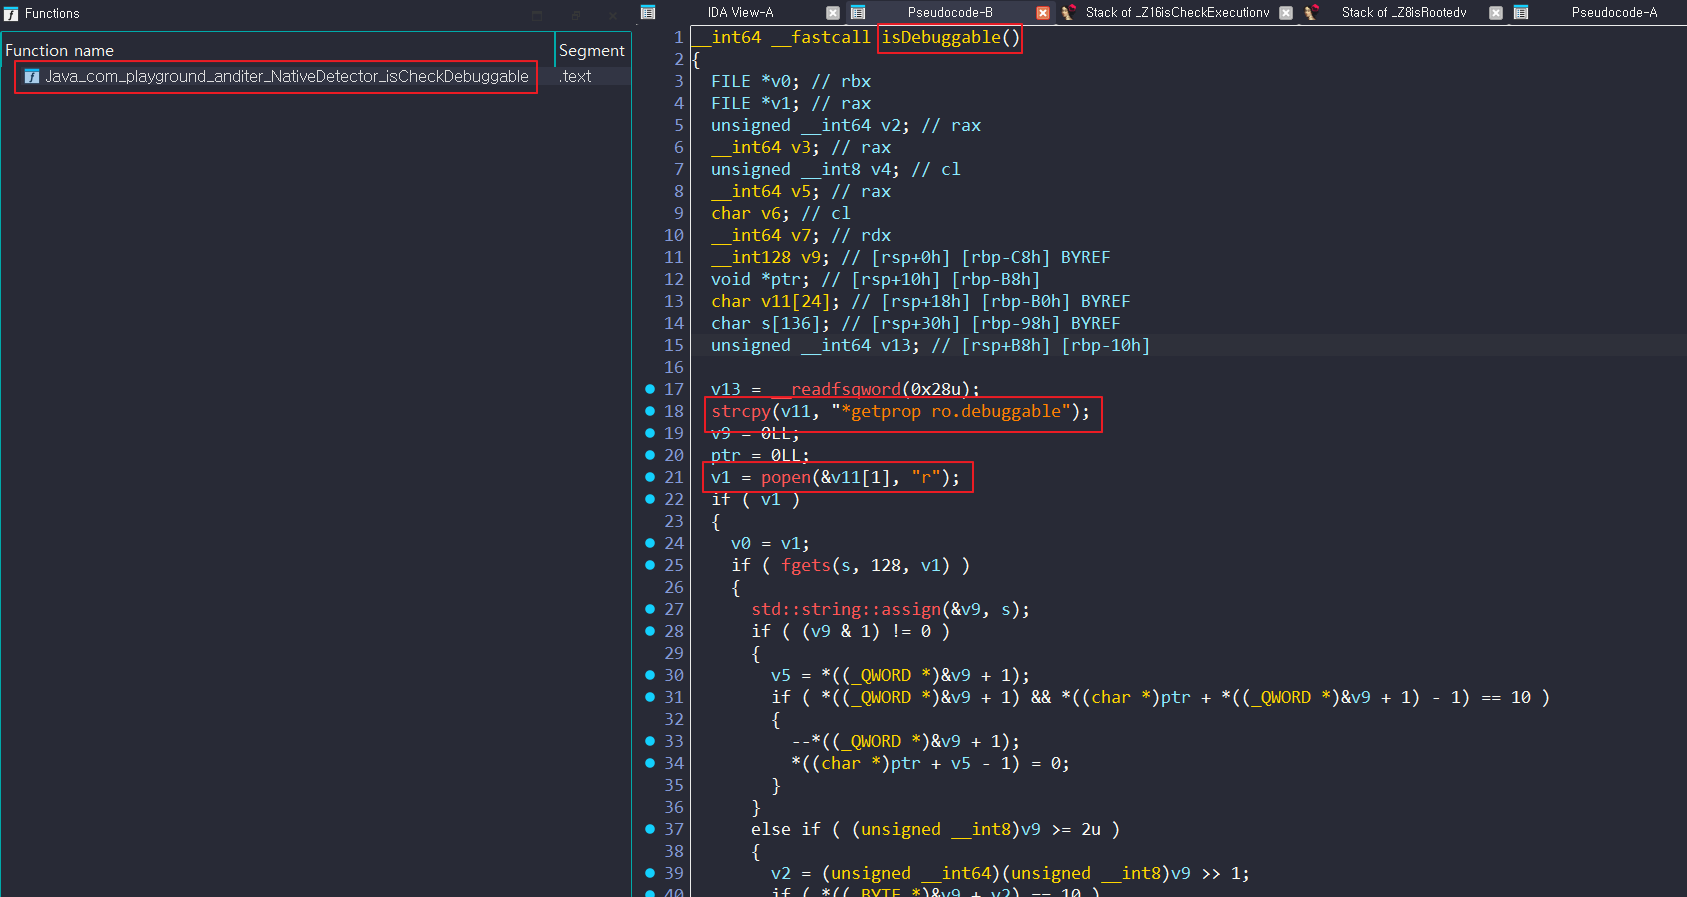 Functions
Function name Segment
Java_com_playground_anditer_NativeDetector_isCheckDebuggable .text
IDA View-A Pseudocode-B Stack of _Z16isCheckExecutionv Stack of _Z8isRootedv Pseudocode-A
1 __int64 __fastcall isDebuggable()
2 {
3 FILE *v0; // rbx
4 FILE *v1; // rax
5 unsigned __int64 v2; // rax
6 __int64 v3; // rax
7 unsigned __int8 v4; // cl
8 __int64 v5; // rax
9 char v6; // cl
10 __int64 v7; // rdx
11 __int128 v9; // [rsp+0h] [rbp-C8h] BYREF
12 void *ptr; // [rsp+10h] [rbp-B8h]
13 char v11[24]; // [rsp+18h] [rbp-B0h] BYREF
14 char s[136]; // [rsp+30h] [rbp-98h] BYREF
15 unsigned __int64 v13; // [rsp+B8h] [rbp-10h]
16
17 v13 = __readfsqword(0x28u);
18 strcpy(v11, "*getprop ro.debuggable");
19 v9 = 0LL;
20 ptr = 0LL;
21 v1 = popen(&v11[1], "r");
22 if ( v1 )
23 {
24 v0 = v1;
25 if ( fgets(s, 128, v1) )
26 {
27 std::string::assign(&v9, s);
28 if ( (v9 & 1) != 0 )
29 {
30 v5 = *((_QWORD *)&v9 + 1);
31 if ( *((_QWORD *)&v9 + 1) && *((char *)ptr + *((_QWORD *)&v9 + 1) - 1) == 10 )
32 {
33 --*((_QWORD *)&v9 + 1);
34 *((char *)ptr + v5 - 1) = 0;
35 }
36 }
37 else if ( (unsigned __int8)v9 >= 2u )
38 {
39 v2 = (unsigned __int64)(unsigned __int8)v9 >> 1;
40 if ( *((_BYTE *)&v9 + v2) == 10 )